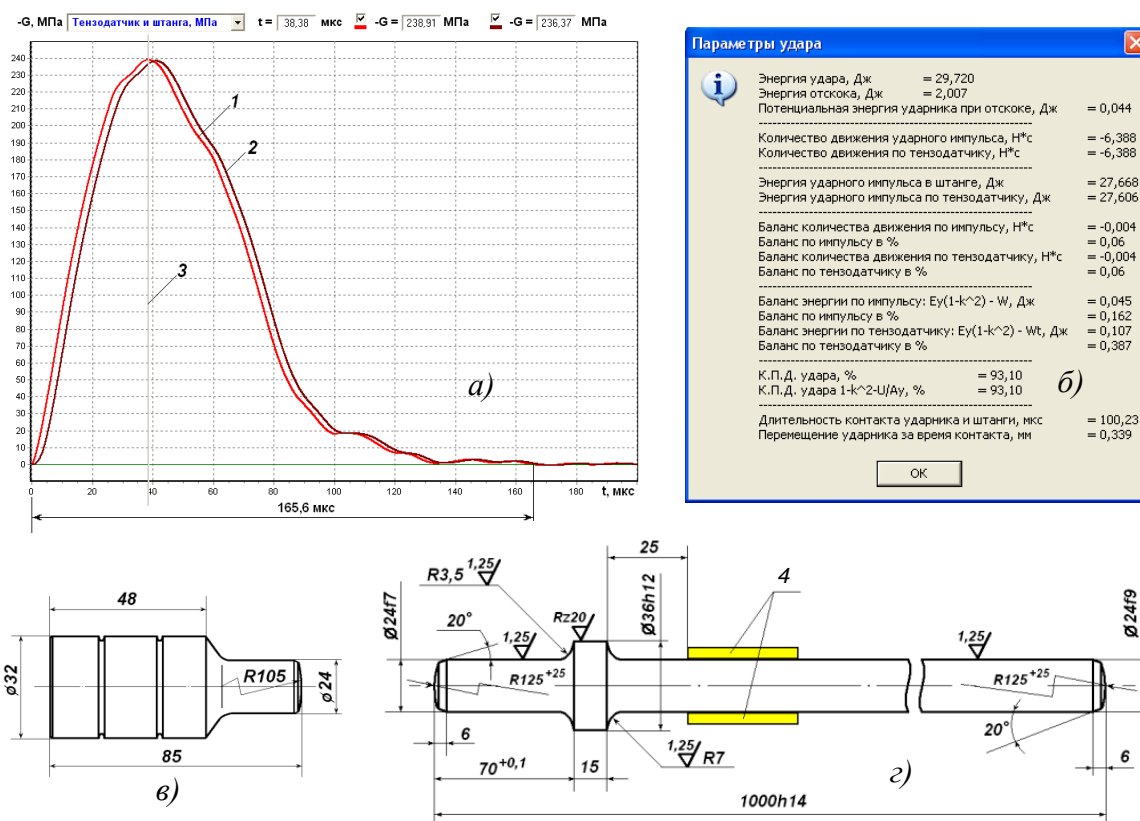 -G, МПа Тензодатчик и штанга, МПа t = 38,38 мкс -G = 238,91 МПа -G = 236,37 МПа
240
230
220
210
200
190
180
170
160
150
140
130
120
110
100
90
80
70
60
50
40
30
20
10
0
1
2
3
а)
0 20 40 60 80 100 120 140 160 180 t, мкс
165,6 мкс
Параметры удара
Энергия удара, Дж = 29,720
Энергия отскока, Дж = 2,007
Потенциальная энергия ударника при отскоке, Дж = 0,044
Количество движения ударного импульса, Н*с = -6,388
Количество движения по тензодатчику, Н*с = -6,388
Энергия ударного импульса в штанге, Дж = 27,668
Энергия ударного импульса по тензодатчику, Дж = 27,606
Баланс количества движения по импульсу, Н*с = -0,004
Баланс по импульсу в % = 0,06
Баланс количества движения по тензодатчику, Н*с = -0,004
Баланс по тензодатчику в % = 0,06
Баланс энергии по импульсу: Ey(1-k^2) - W, Дж = 0,045
Баланс по импульсу в % = 0,162
Баланс энергии по тензодатчику: Ey(1-k^2) - Wt, Дж = 0,107
Баланс по тензодатчику в % = 0,387
К.П.Д. удара, % = 93,10
К.П.Д. удара 1-k^2-U/Ay, % = 93,10
б)
Длительность контакта ударника и штанги, мкс = 100,23
Перемещение ударника за время контакта, мм = 0,339
OK
48
ø32
R105
ø24
85
в)
25
R3,5 1,25
Ø24f7
20°
1,25
Rz20
Ø36h12
4
1,25
Ø24f9
R125 +25
R125 +25
20°
6
1,25 R7
6
70+0,1
15
г)
1000h14